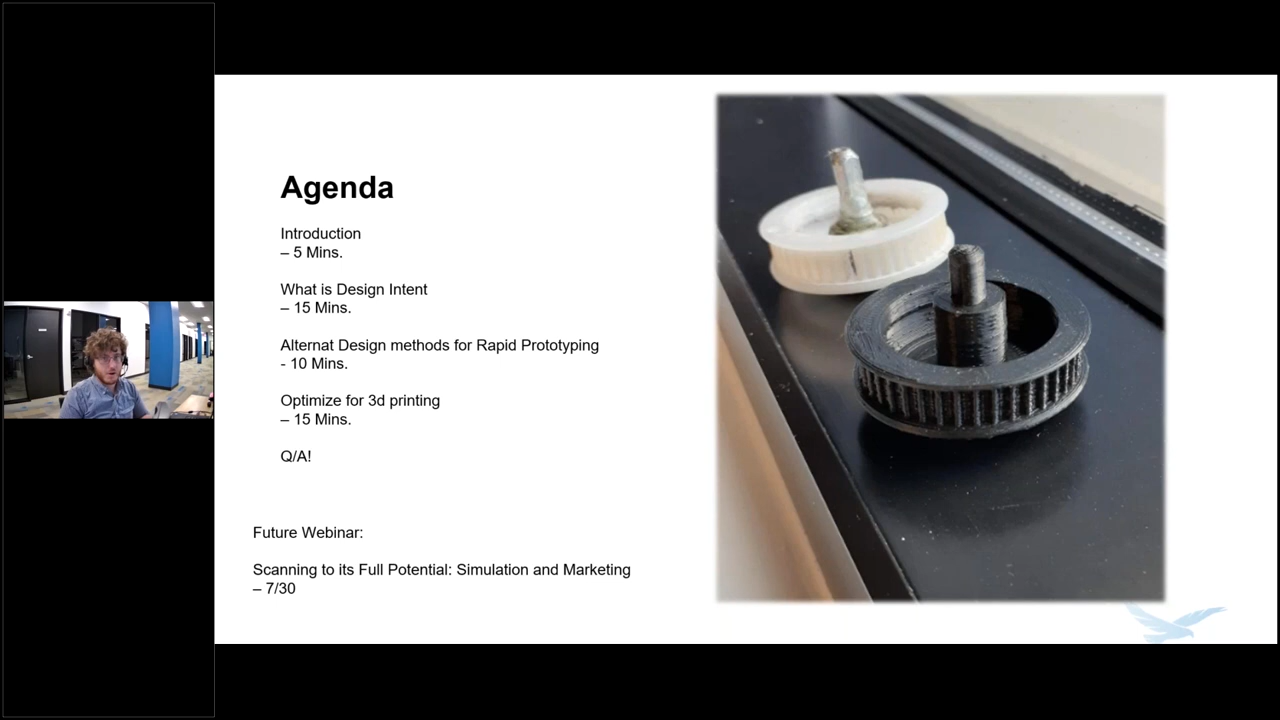 Agenda
Introduction
– 5 Mins.
What is Design Intent
– 15 Mins.
Alternat Design methods for Rapid Prototyping
- 10 Mins.
Optimize for 3d printing
– 15 Mins.
Q/A!
Future Webinar:
Scanning to its Full Potential: Simulation and Marketing
– 7/30